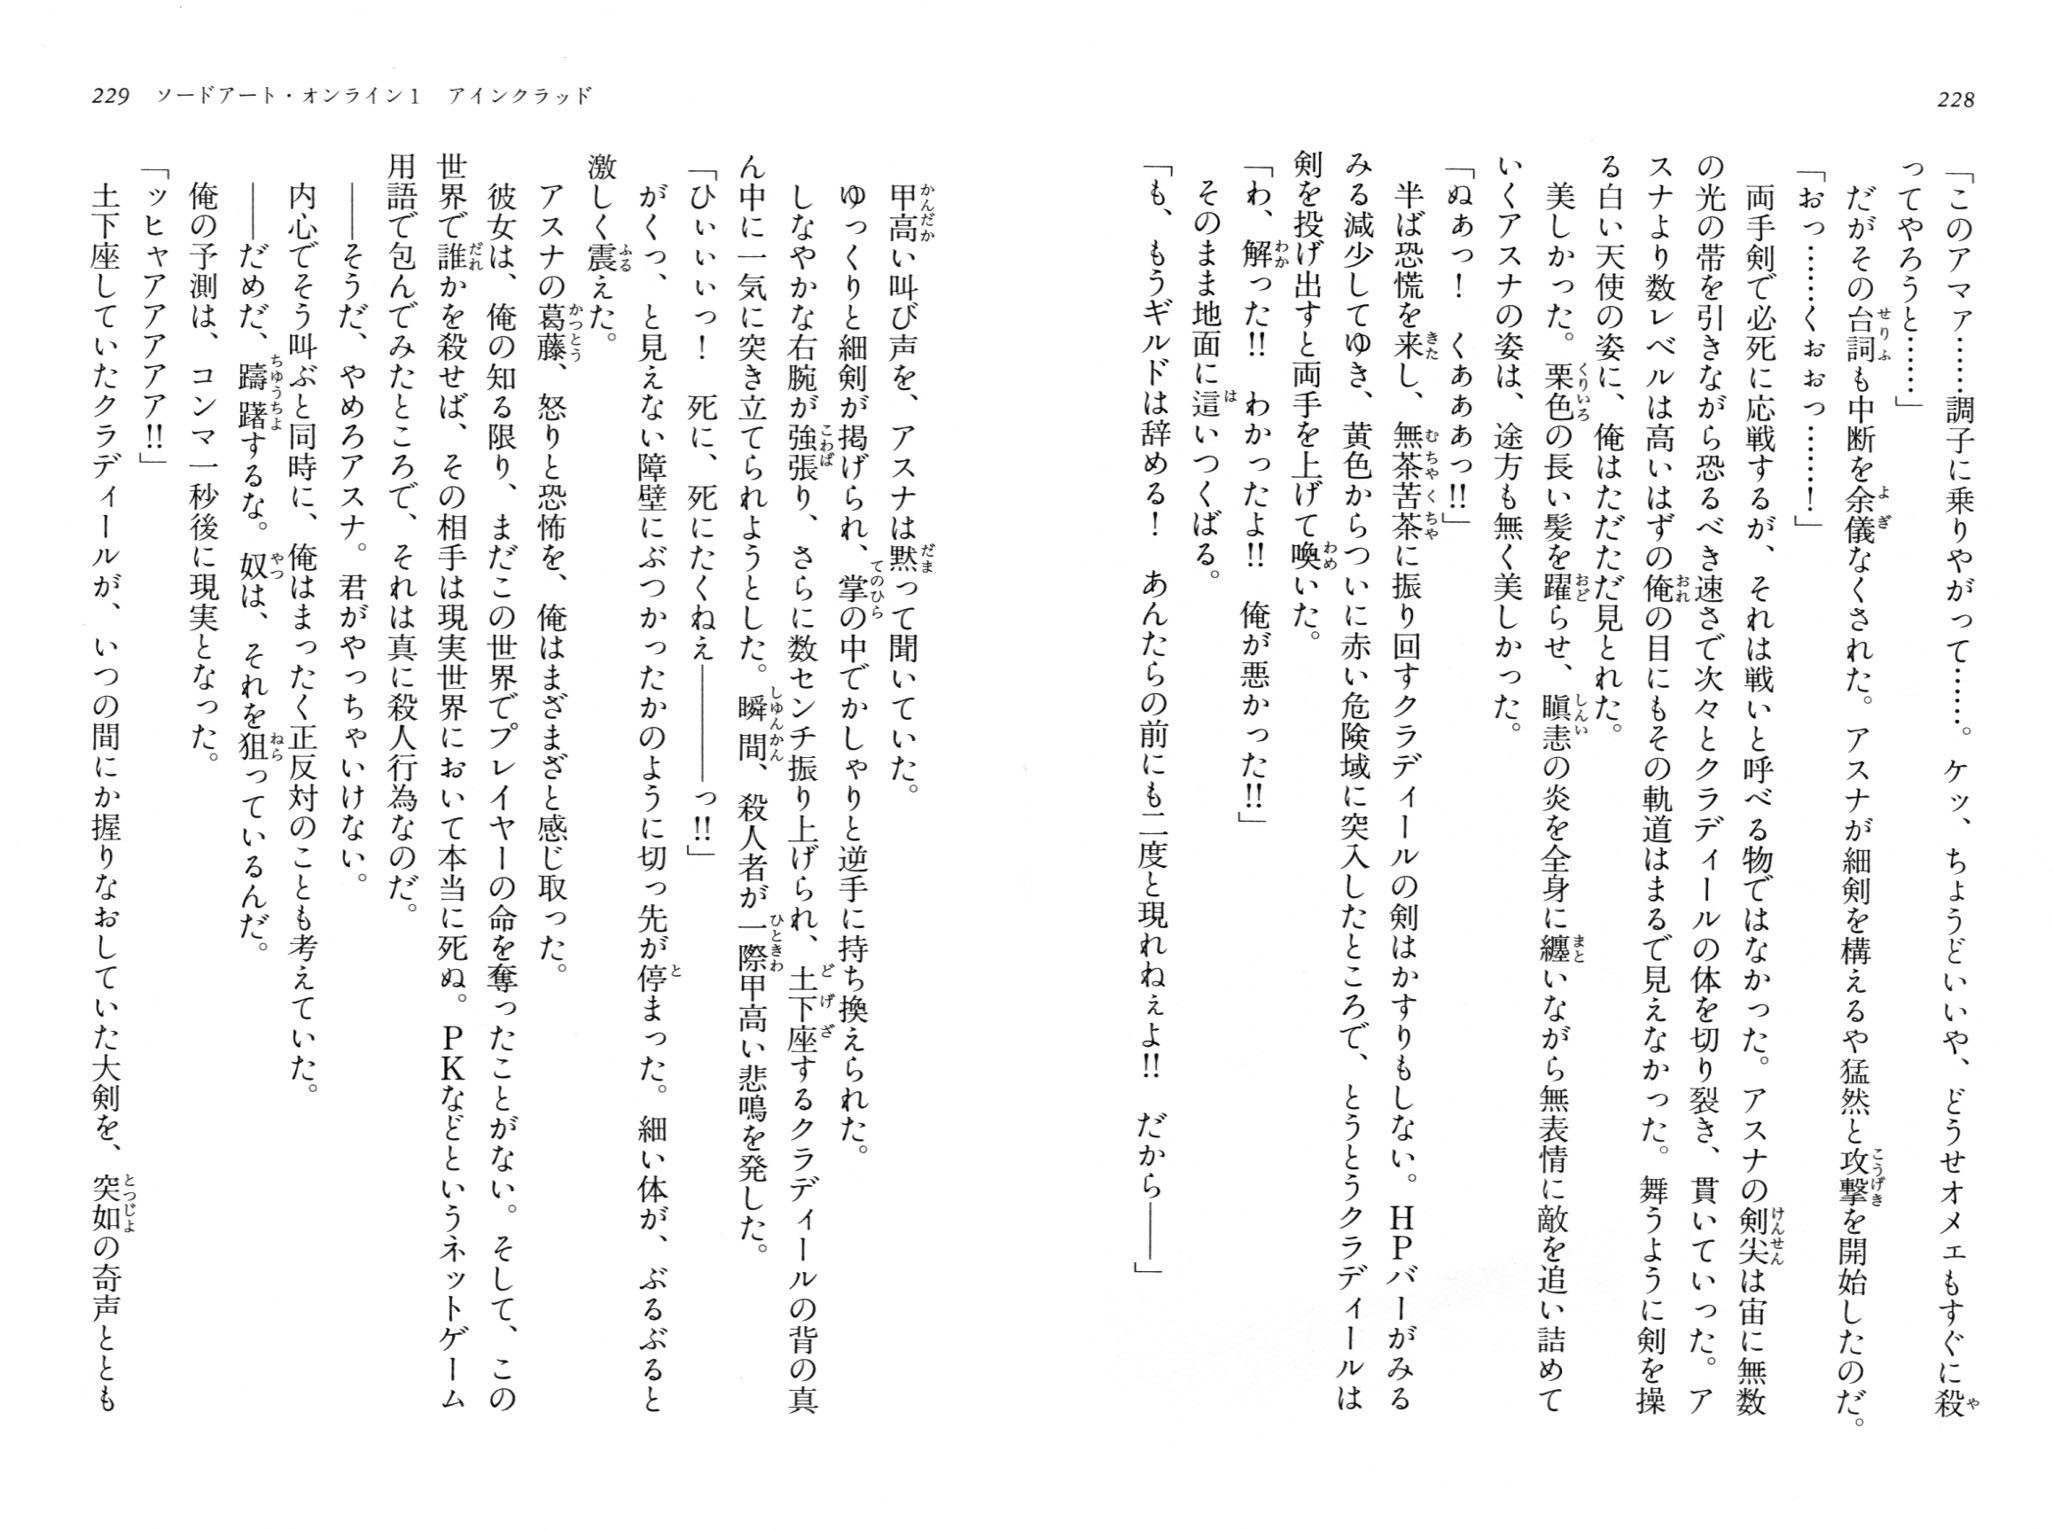 228
「このアマァ……調子に乗りやがって……。ケッ、ちょうどいいや、どうせオメェもすぐに殺
ってやろうと……」
だがその台詞も中断を余儀なくされた。アスナが細剣を構えるや猛然と攻撃を開始したのだ。
「おっ……くぉぉっ……！」
両手剣で必死に応戦するが、それは戦いと呼べる物ではなかった。アスナの剣尖は宙に無数
の光の帯を引きながら恐るべき速さで次々とクラディールの体を切り裂き、貫いていった。ア
スナより数レベルは高いはずの俺の目にもその軌道はまるで見えなかった。舞うように剣を操
る白い天使の姿に、俺はただただ見とれた。
美しかった。栗色の長い髪を躍らせ、瞋恚の炎を全身に纏いながら無表情に敵を追い詰めて
いくアスナの姿は、途方も無く美しかった。
「ぬぁっ！　くぁぁぁっ!!」
半ば恐慌を来し、無茶苦茶に振り回すクラディールの剣はかすりもしない。ＨＰバーがみる
みる減少してゆき、黄色からついに赤い危険域に突入したところで、とうとうクラディールは
剣を投げ出すと両手を上げて喚いた。
「わ、解った!!　わかったよ!!　俺が悪かった!!」
そのまま地面に這いつくばる。
「も、もうギルドは辞める！　あんたらの前にも二度と現れねぇよ!!　だから――」
229 ソードアート・オンライン1　アインクラッド
甲高い叫び声を、アスナは黙って聞いていた。
ゆっくりと細剣が掲げられ、掌の中でかしゃりと逆手に持ち換えられた。
しなやかな右腕が強張り、さらに数センチ振り上げられ、土下座するクラディールの背の真
ん中に一気に突き立てられようとした。瞬間、殺人者が一際甲高い悲鳴を発した。
「ひぃぃぃっ！　死に、死にたくねえ――――っ!!」
がくっ、と見えない障壁にぶつかったかのように切っ先が停まった。細い体が、ぶるぶると
激しく震えた。
アスナの葛藤、怒りと恐怖を、俺はまざまざと感じ取った。
彼女は、俺の知る限り、まだこの世界でプレイヤーの命を奪ったことがない。そして、この
世界で誰かを殺せば、その相手は現実世界において本当に死ぬ。ＰＫなどというネットゲーム
用語で包んでみたところで、それは真に殺人行為なのだ。
――そうだ、やめろアスナ。君がやっちゃいけない。
内心でそう叫ぶと同時に、俺はまったく正反対のことも考えていた。
――だめだ、躊躇するな。奴は、それを狙っているんだ。
俺の予測は、コンマ一秒後に現実となった。
「ッヒャアアアアア!!」
土下座していたクラディールが、いつの間にか握りなおしていた大剣を、突如の奇声ととも